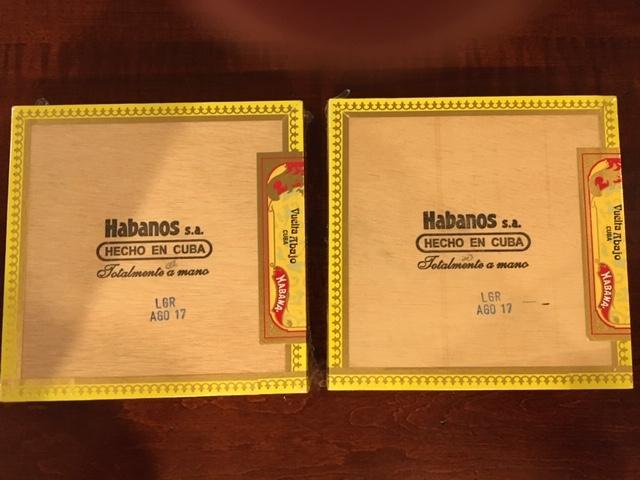 Habanos s.a.
HECHO EN CUBA
Totalmente a mano
LGR
AGO 17
Vuelta Abajo
CUBA
HABANA
Habanos s.a.
HECHO EN CUBA
Totalmente a mano
LGR
AGO 17
Vuelta Abajo
CUBA
HABANA